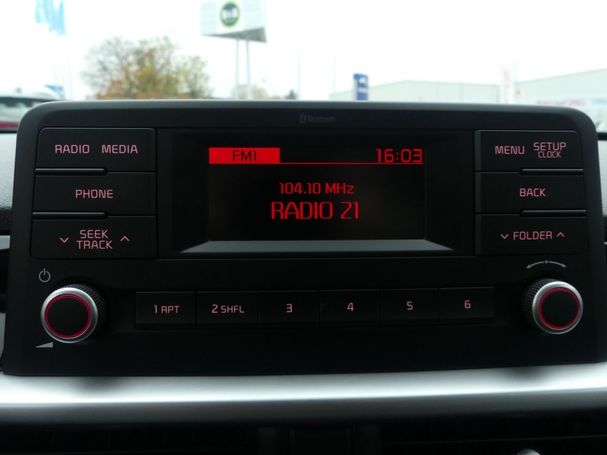 Bluetooth
RADIO MEDIA
FM1 16:03
MENU SETUP
CLOCK
PHONE
104.10 MHz
RADIO 21
BACK
SEEK
TRACK
FOLDER
1 RPT 2 SHFL 3 4 5 6